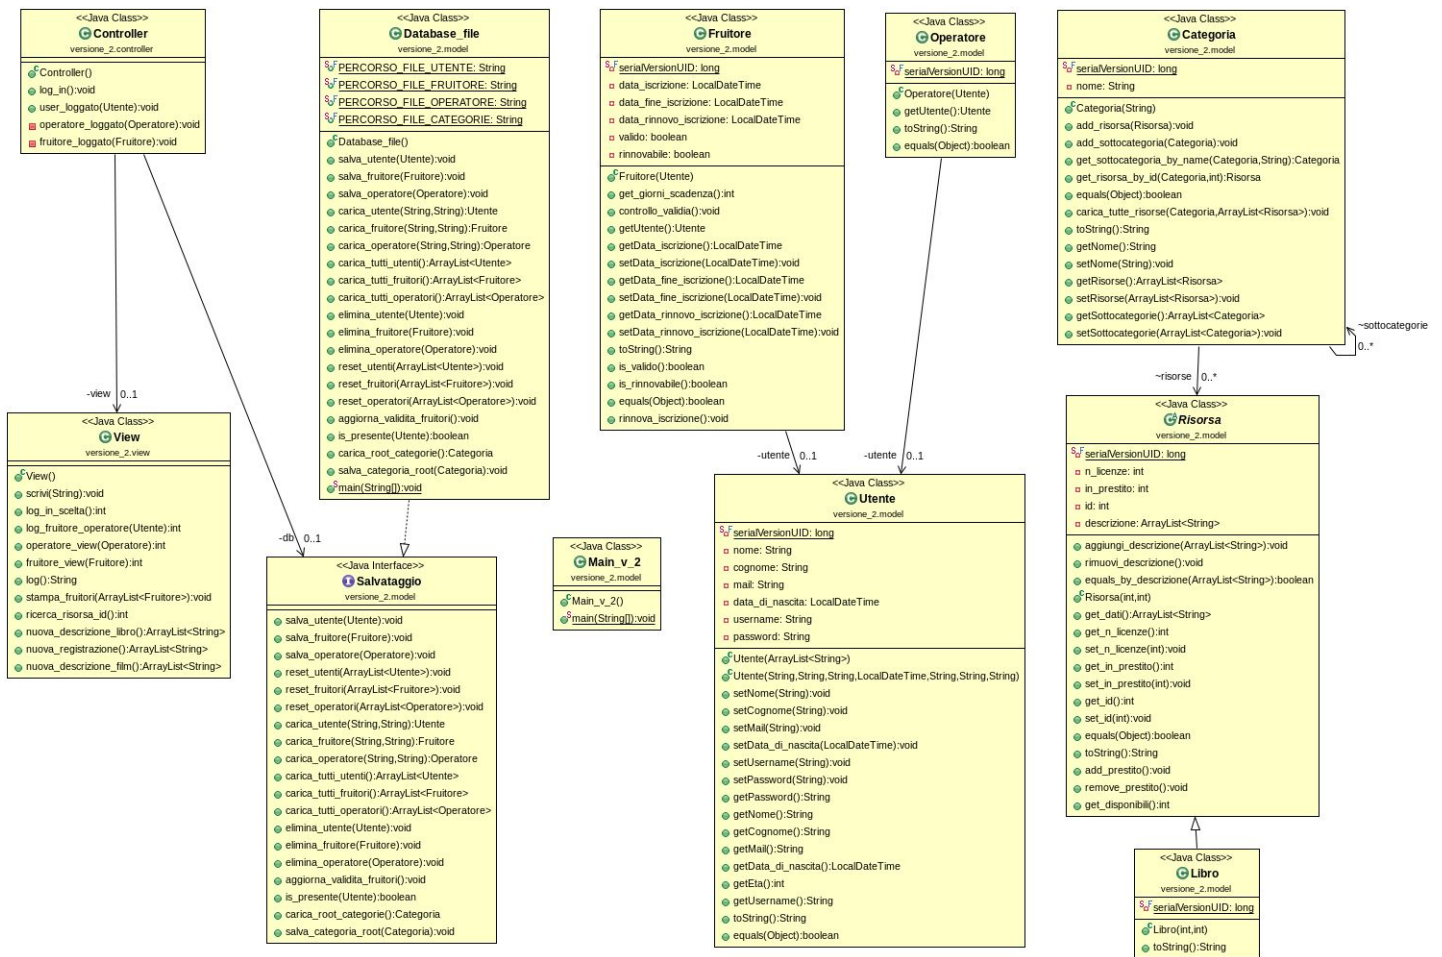 <<Java Class>>
Controller
versione_2.controller
Controller()
log_in():void
user_loggato(Utente):void
operatore_loggato(Operatore):void
fruitore_loggato(Fruitore):void
<<Java Class>>
Database_file
versione_2.model
PERCORSO_FILE_UTENTE: String
PERCORSO_FILE_FRUITORE: String
PERCORSO_FILE_OPERATORE: String
PERCORSO_FILE_CATEGORIE: String
Database_file()
salva_utente(Utente):void
salva_fruitore(Fruitore):void
salva_operatore(Operatore):void
carica_utente(String,String):Utente
carica_fruitore(String,String):Fruitore
carica_operatore(String,String):Operatore
carica_tutti_utenti():ArrayList<Utente>
carica_tutti_fruitori():ArrayList<Fruitore>
carica_tutti_operatori():ArrayList<Operatore>
elimina_utente(Utente):void
elimina_fruitore(Fruitore):void
elimina_operatore(Operatore):void
reset_utenti(ArrayList<Utente>):void
reset_fruitori(ArrayList<Fruitore>):void
reset_operatori(ArrayList<Operatore>):void
aggiorna_validita_fruitori():void
is_presente(Utente):boolean
carica_root_categorie():Categoria
salva_categoria_root(Categoria):void
main(String[]):void
<<Java Class>>
Fruitore
versione_2.model
serialVersionUID: long
data_iscrizione: LocalDateTime
data_fine_iscrizione: LocalDateTime
data_rinnovo_iscrizione: LocalDateTime
valido: boolean
rinnovabile: boolean
Fruitore(Utente)
get_giorni_scadenza():int
controllo_validia():void
getUtente():Utente
getData_iscrizione():LocalDateTime
setData_iscrizione(LocalDateTime):void
getData_fine_iscrizione():LocalDateTime
setData_fine_iscrizione(LocalDateTime):void
getData_rinnovo_iscrizione():LocalDateTime
setData_rinnovo_iscrizione(LocalDateTime):void
toString():String
is_valido():boolean
is_rinnovabile():boolean
equals(Object):boolean
rinnova_iscrizione():void
<<Java Class>>
Operatore
versione_2.model
serialVersionUID: long
Operatore(Utente)
getUtente():Utente
toString():String
equals(Object):boolean
<<Java Class>>
Categoria
versione_2.model
serialVersionUID: long
nome: String
Categoria(String)
add_risorsa(Risorsa):void
add_sottocategoria(Categoria):void
get_sottocategoria_by_name(Categoria,String):Categoria
get_risorsa_by_id(Categoria,int):Risorsa
equals(Object):boolean
carica_tutte_risorse(Categoria,ArrayList<Risorsa>):void
toString():String
getNome():String
setNome(String):void
getRisorse():ArrayList<Risorsa>
setRisorse(ArrayList<Risorsa>):void
getSottocategorie():ArrayList<Categoria>
setSottocategorie(ArrayList<Categoria>):void
~sottocategorie
0..*
~risorse 0..*
-view 0..1
-db 0..1
-utente 0..1
-utente 0..1
<<Java Class>>
View
versione_2.view
View()
scrivi(String):void
log_in_scelta():int
log_fruitore_operatore(Utente):int
operatore_view(Operatore):int
fruitore_view(Fruitore):int
log():String
stampa_fruitori(ArrayList<Fruitore>):void
ricerca_risorsa_id():int
nuova_descrizione_libro():ArrayList<String>
nuova_registrazione():ArrayList<String>
nuova_descrizione_film():ArrayList<String>
<<Java Interface>>
Salvataggio
versione_2.model
salva_utente(Utente):void
salva_fruitore(Fruitore):void
salva_operatore(Operatore):void
reset_utenti(ArrayList<Utente>):void
reset_fruitori(ArrayList<Fruitore>):void
reset_operatori(ArrayList<Operatore>):void
carica_utente(String,String):Utente
carica_fruitore(String,String):Fruitore
carica_operatore(String,String):Operatore
carica_tutti_utenti():ArrayList<Utente>
carica_tutti_fruitori():ArrayList<Fruitore>
carica_tutti_operatori():ArrayList<Operatore>
elimina_utente(Utente):void
elimina_fruitore(Fruitore):void
elimina_operatore(Operatore):void
aggiorna_validita_fruitori():void
is_presente(Utente):boolean
carica_root_categorie():Categoria
salva_categoria_root(Categoria):void
<<Java Class>>
Main_v_2
versione_2.model
Main_v_2()
main(String[]):void
<<Java Class>>
Utente
versione_2.model
serialVersionUID: long
nome: String
cognome: String
mail: String
data_di_nascita: LocalDateTime
username: String
password: String
Utente(ArrayList<String>)
Utente(String,String,String,LocalDateTime,String,String,String)
setNome(String):void
setCognome(String):void
setMail(String):void
setData_di_nascita(LocalDateTime):void
setUsername(String):void
setPassword(String):void
getPassword():String
getNome():String
getCognome():String
getMail():String
getData_di_nascita():LocalDateTime
getEta():int
getUsername():String
toString():String
equals(Object):boolean
<<Java Class>>
Risorsa
versione_2.model
serialVersionUID: long
n_licenze: int
in_prestito: int
id: int
descrizione: ArrayList<String>
aggiungi_descrizione(ArrayList<String>):void
rimuovi_descrizione():void
equals_by_descrizione(ArrayList<String>):boolean
Risorsa(int,int)
get_dati():ArrayList<String>
get_n_licenze():int
set_n_licenze(int):void
get_in_prestito():int
set_in_prestito(int):void
get_id():int
set_id(int):void
equals(Object):boolean
toString():String
add_prestito():void
remove_prestito():void
get_disponibili():int
<<Java Class>>
Libro
versione_2.model
serialVersionUID: long
Libro(int,int)
toString():String